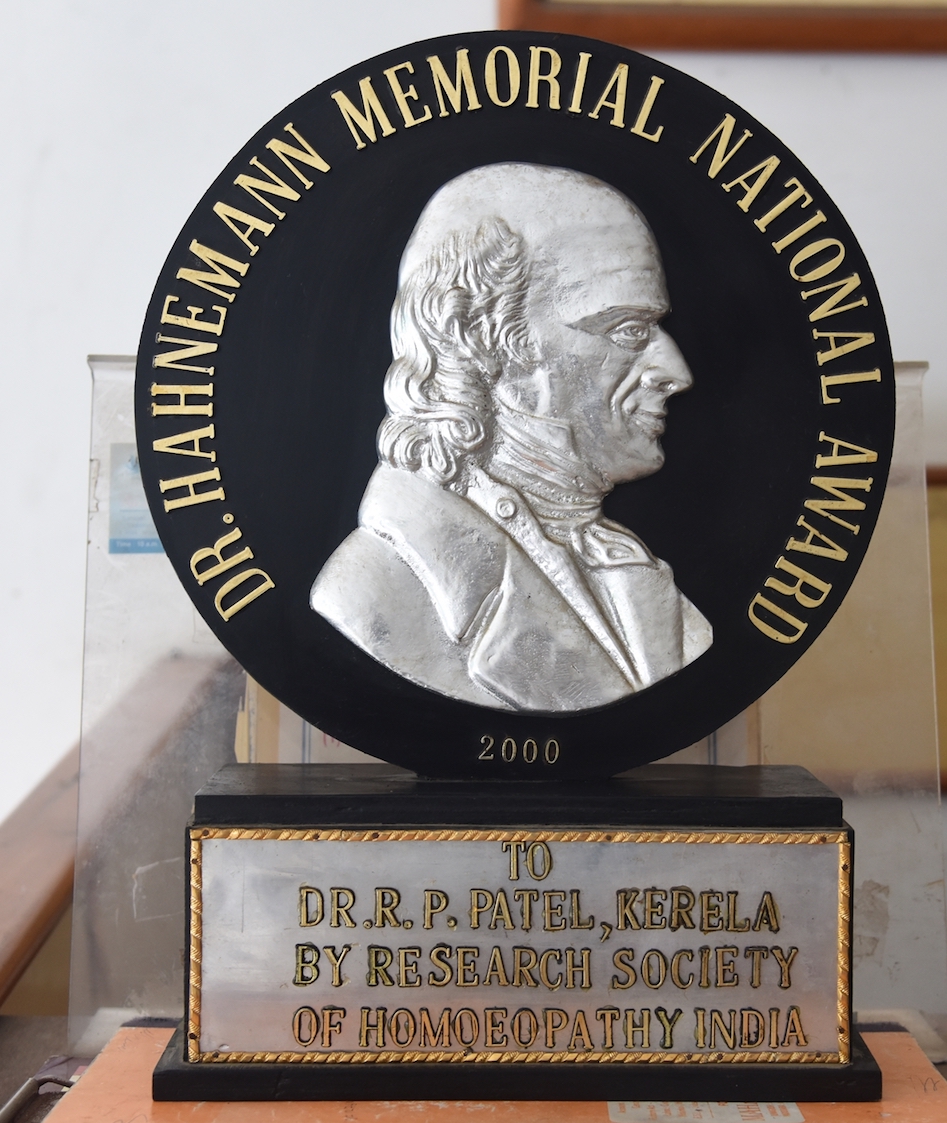 DR. HAHNEMANN MEMORIAL NATIONAL AWARD
2000
TO
DR. R. P. PATEL, KERELA
BY RESEARCH SOCIETY
OF HOMOEOPATHY INDIA